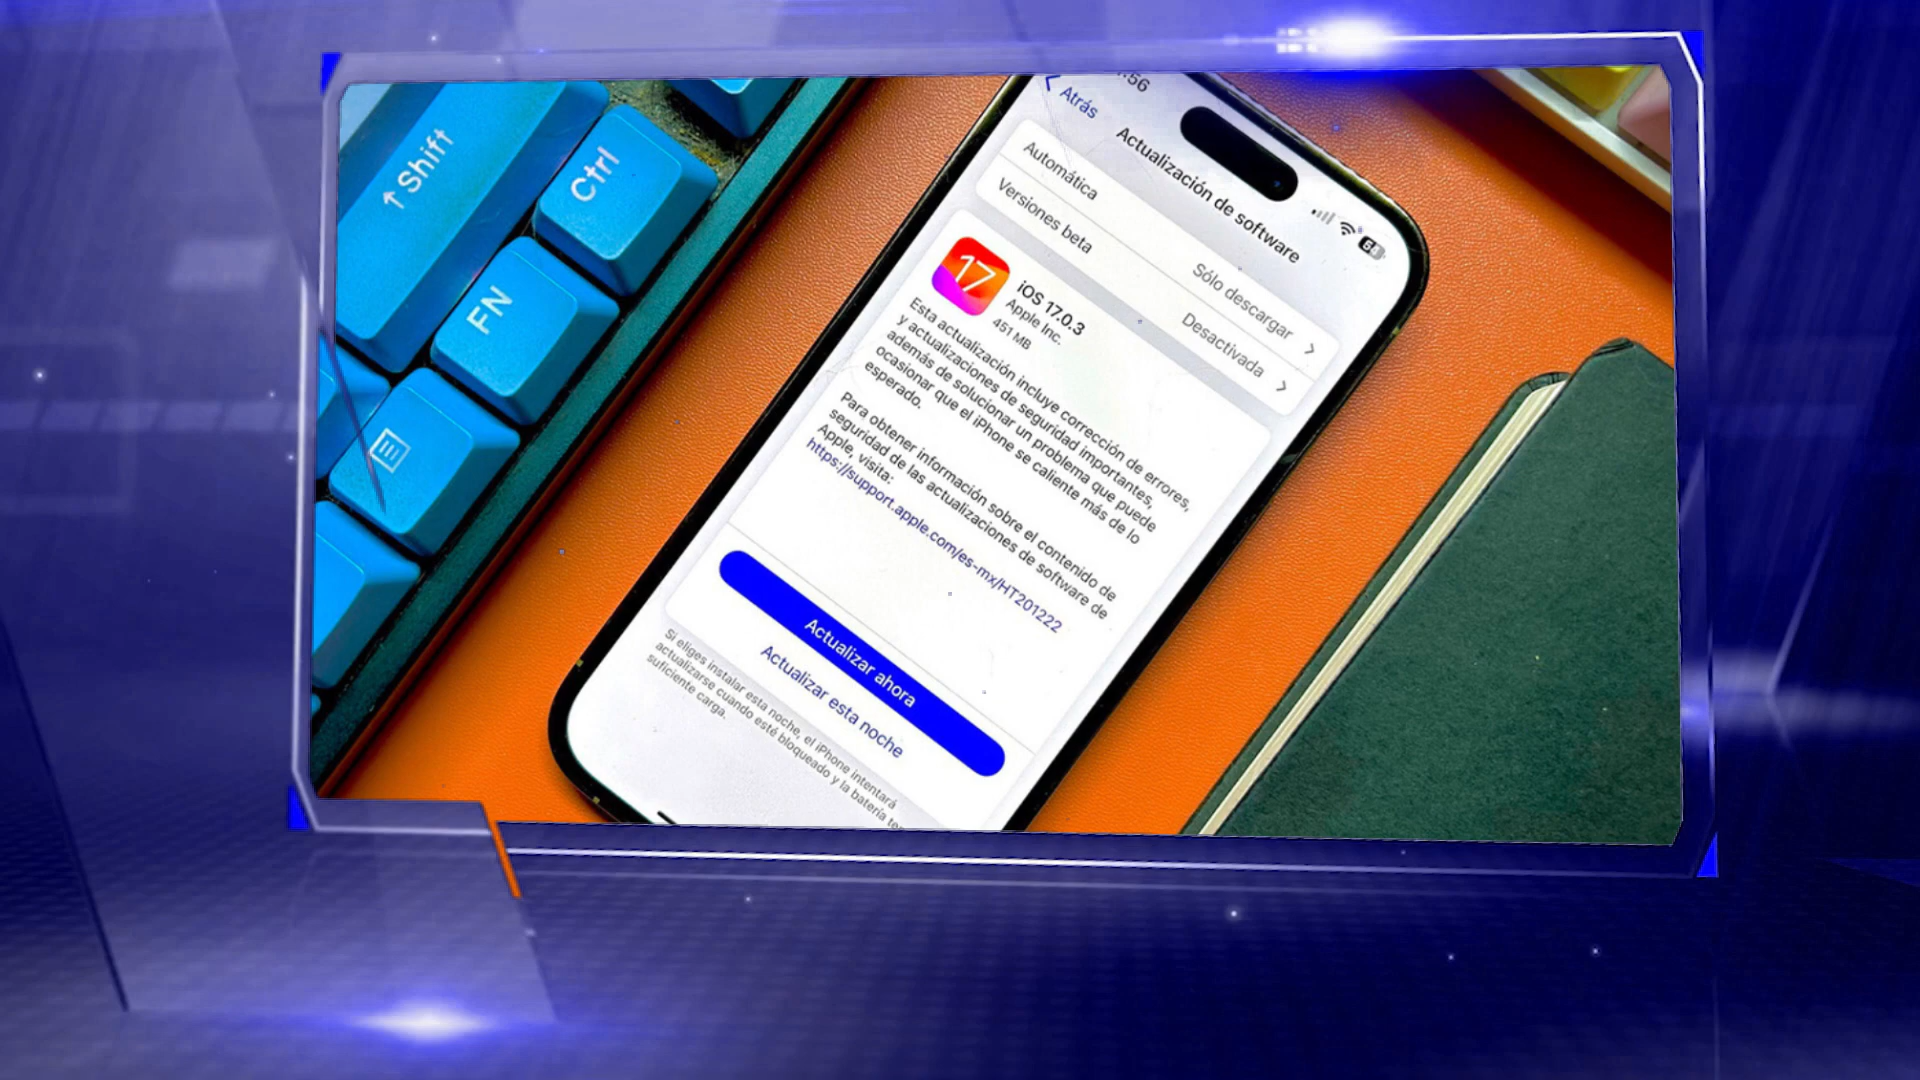 ↑Shift
Ctrl
FN
:56
Atrás
Actualización de software
Automática
Sólo descargar
Versiones beta
Desactivada
17
iOS 17.0.3
Apple Inc.
451 MB
Esta actualización incluye corrección de errores,
y actualizaciones de seguridad importantes,
además de solucionar un problema que puede
ocasionar que el iPhone se caliente más de lo
esperado.
Para obtener información sobre el contenido de
seguridad de las actualizaciones de software de
Apple, visita:
https://support.apple.com/es-mx/HT201222
Actualizar ahora
Actualizar esta noche
Si eliges instalar esta noche, el iPhone intentará
actualizarse cuando esté bloqueado y la batería te
suficiente carga.